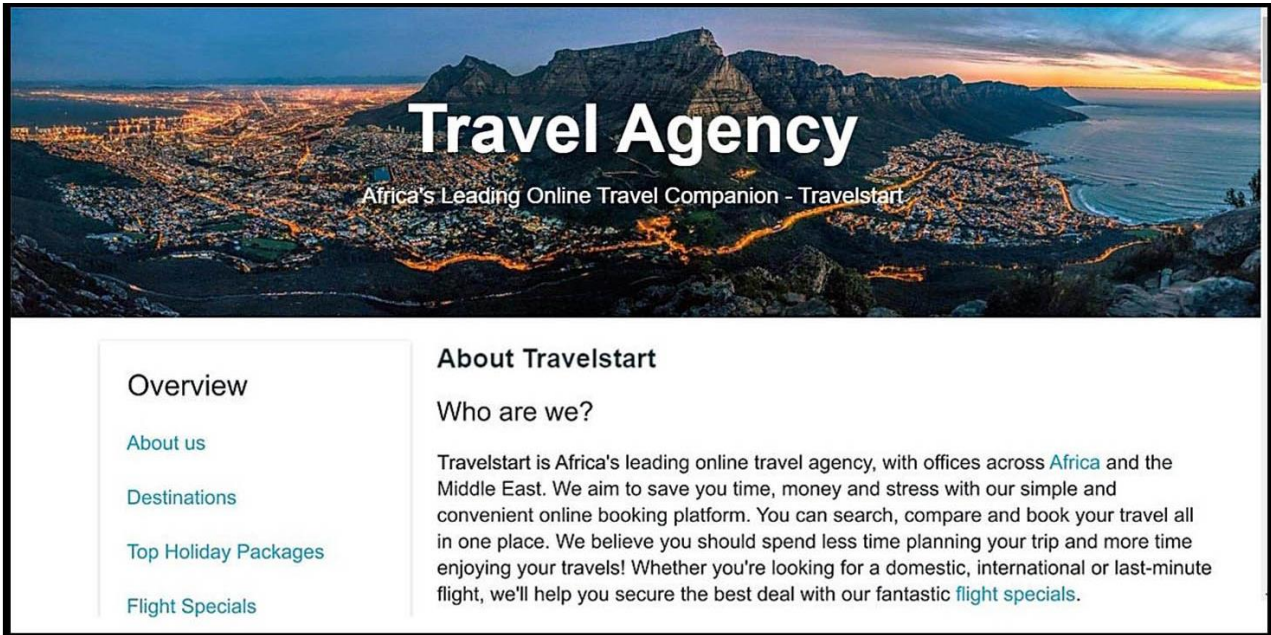 Travel Agency
Africa's Leading Online Travel Companion - Travelstart
Overview
About us
Destinations
Top Holiday Packages
Flight Specials
About Travelstart
Who are we?
Travelstart is Africa's leading online travel agency, with offices across Africa and the
Middle East. We aim to save you time, money and stress with our simple and
convenient online booking platform. You can search, compare and book your travel all
in one place. We believe you should spend less time planning your trip and more time
enjoying your travels! Whether you're looking for a domestic, international or last-minute
flight, we'll help you secure the best deal with our fantastic flight specials.